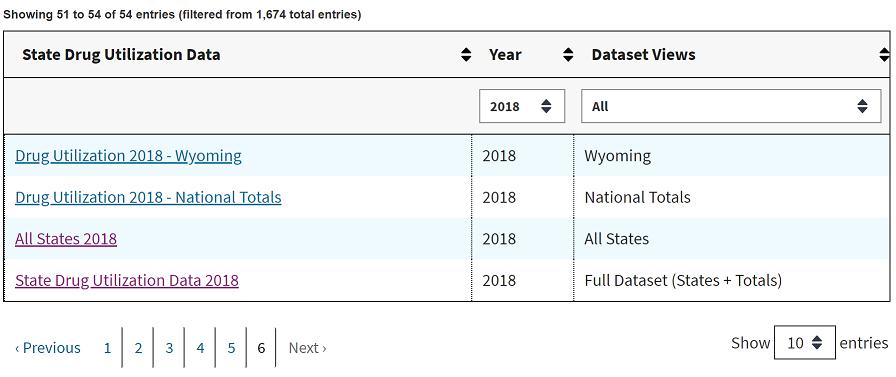 Showing 51 to 54 of 54 entries (filtered from 1,674 total entries)
State Drug Utilization Data Year Dataset Views
2018 All
Drug Utilization 2018 - Wyoming 2018 Wyoming
Drug Utilization 2018 - National Totals 2018 National Totals
All States 2018 2018 All States
State Drug Utilization Data 2018 2018 Full Dataset (States + Totals)
‹ Previous 1 2 3 4 5 6 Next › Show 10 entries